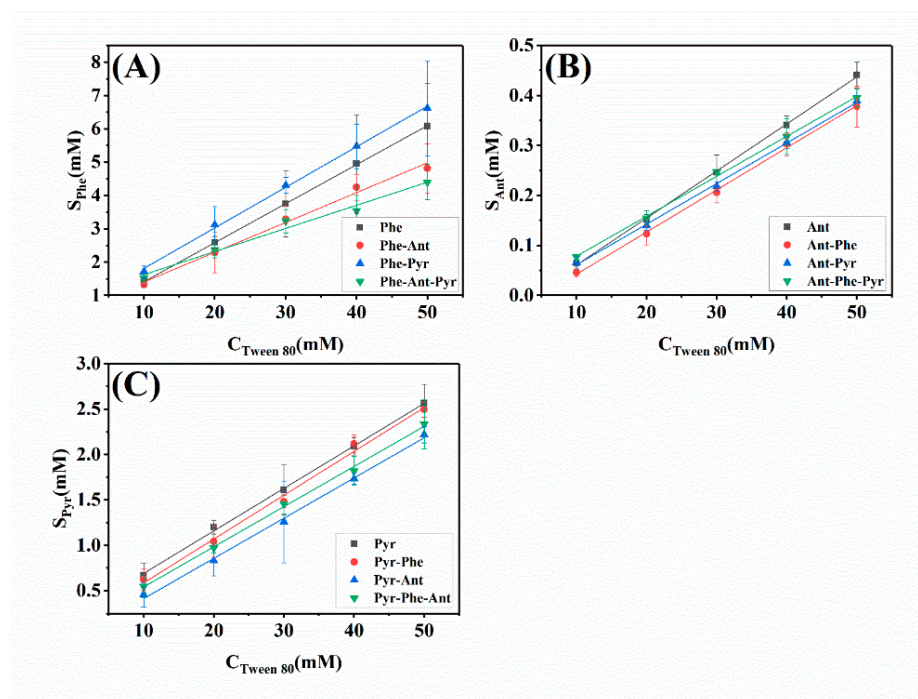 (A)
S_Phe(mM)
8
7
6
5
4
3
2
1
10 20 30 40 50
C_Tween 80(mM)
Phe
Phe-Ant
Phe-Pyr
Phe-Ant-Pyr
(B)
S_Ant(mM)
0.5
0.4
0.3
0.2
0.1
0.0
10 20 30 40 50
C_Tween 80(mM)
Ant
Ant-Phe
Ant-Pyr
Ant-Phe-Pyr
(C)
S_Pyr(mM)
3.0
2.5
2.0
1.5
1.0
0.5
10 20 30 40 50
C_Tween 80(mM)
Pyr
Pyr-Phe
Pyr-Ant
Pyr-Phe-Ant